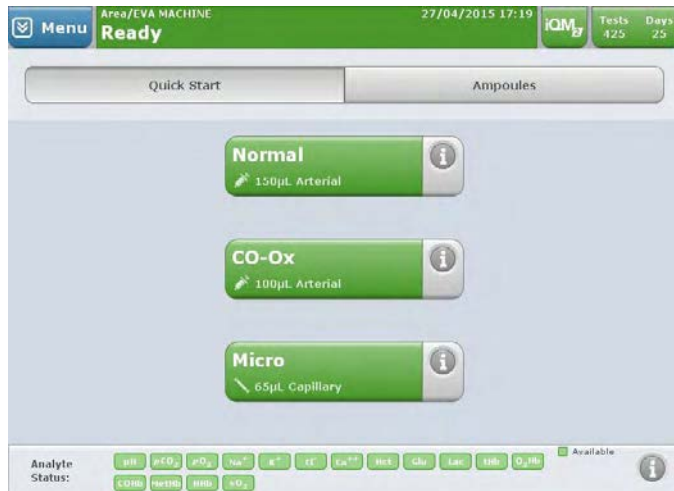 Menu
Area/EVA MACHINE
27/04/2015 17:19
Ready
iQM2
Tests
425
Days
25
Quick Start
Ampoules
Normal
150µL Arterial
CO-Ox
100µL Arterial
Micro
65µL Capillary
Analyte
Status:
pH pCO₂ pO₂ Na⁺ K⁺ Cl⁻ Ca⁺⁺ Hct Glu Lac tHb O₂Hb
COHb MetHb HHb sO₂
Available